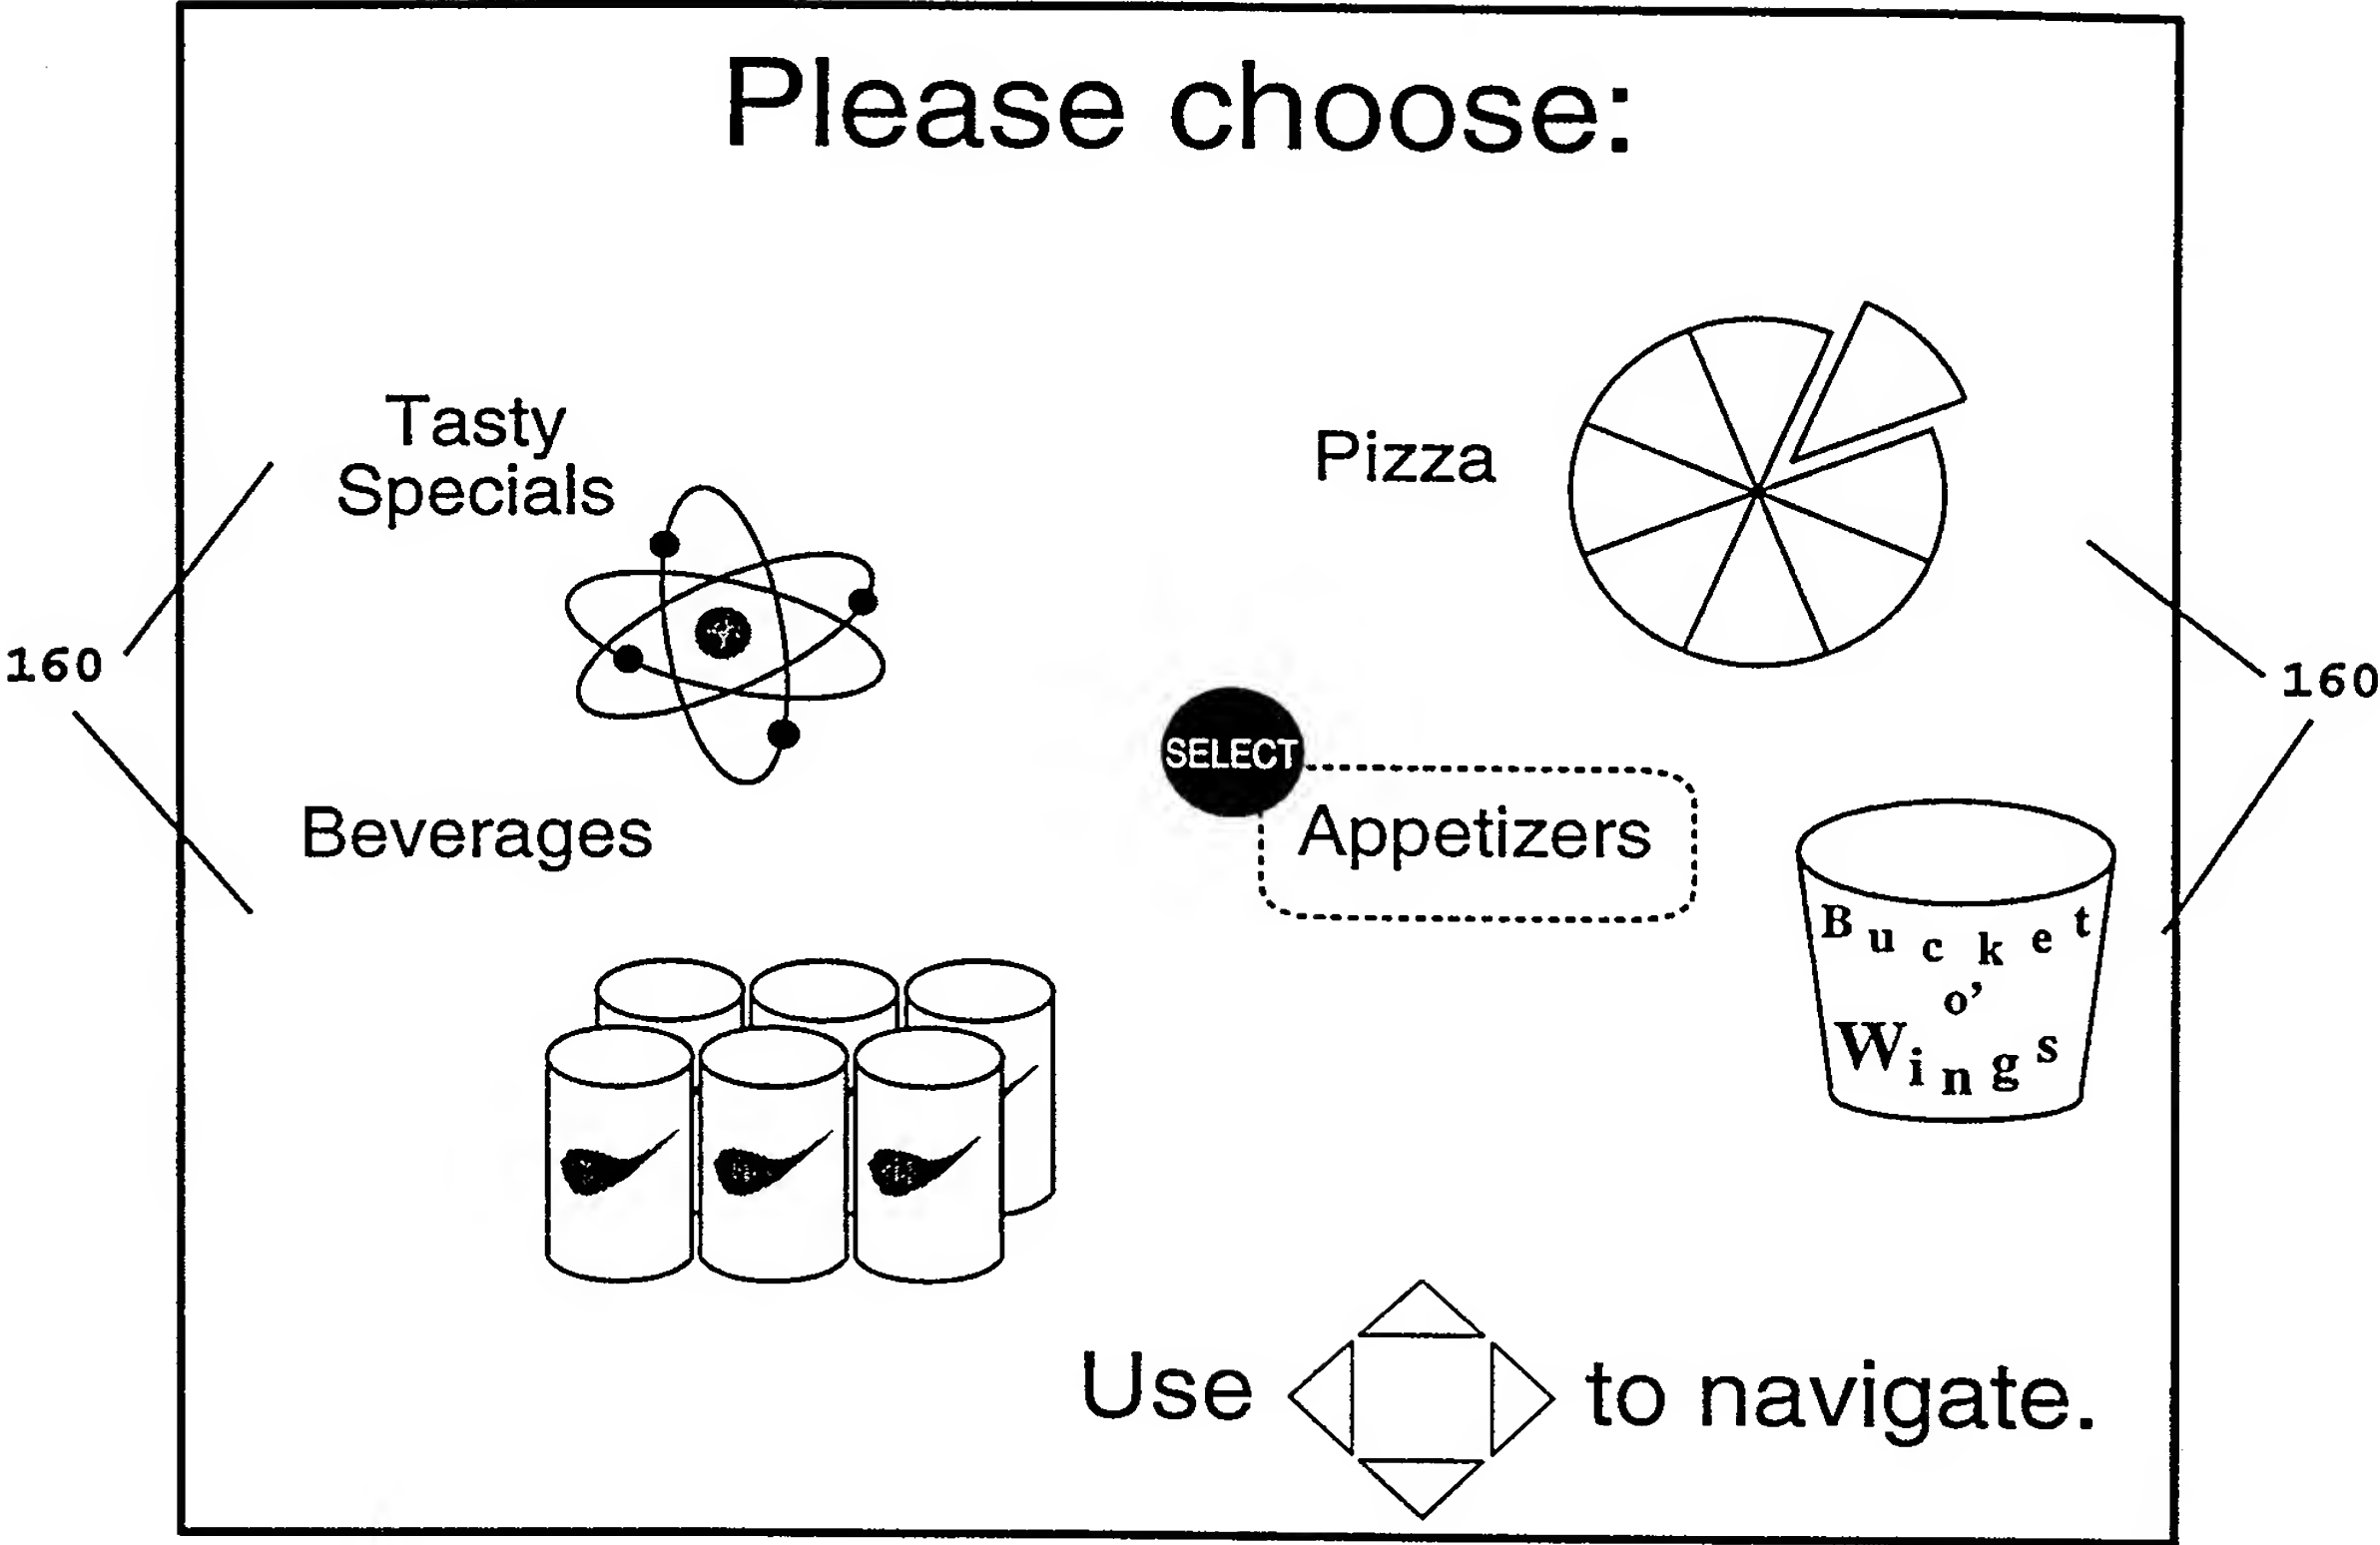 Please choose:
Tasty
Specials
Pizza
160
160
SELECT
Beverages
Appetizers
Bucket
o’
Wings
Use to navigate.